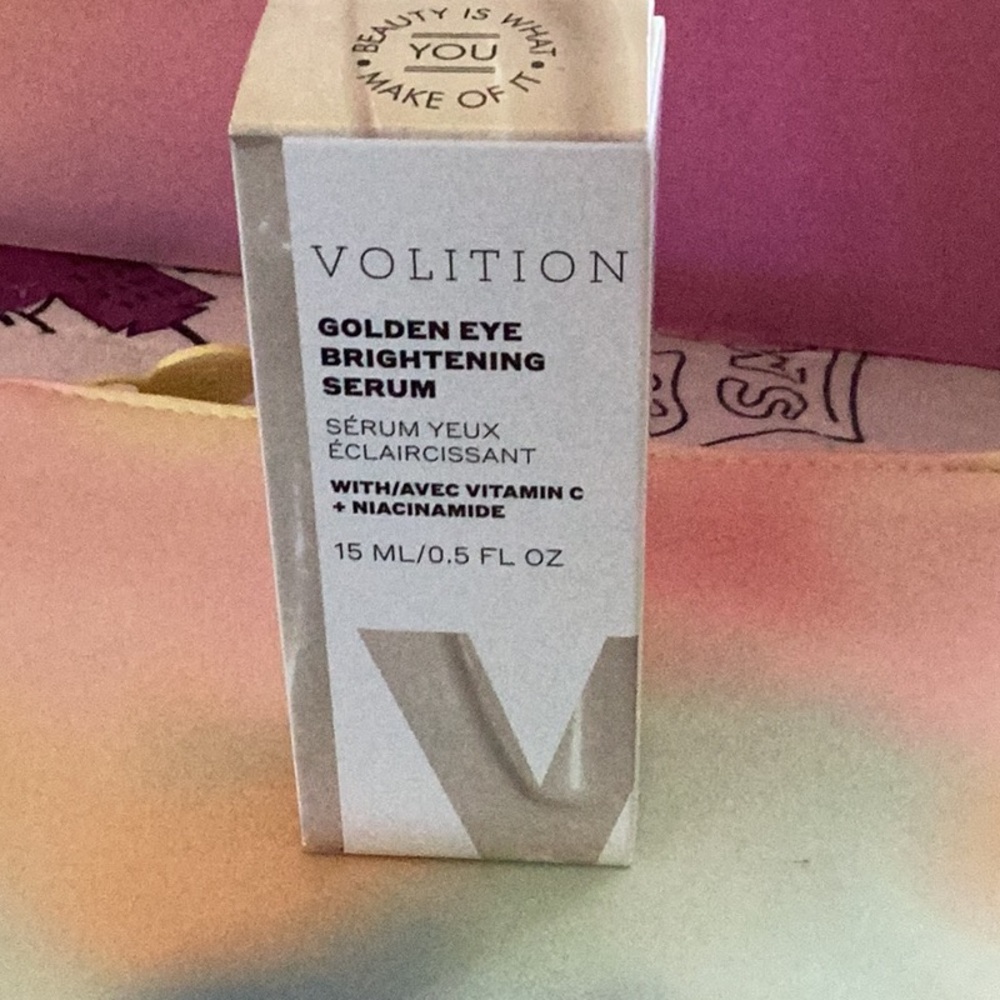 BEAUTY IS WHAT
YOU
MAKE OF IT
VOLITION
GOLDEN EYE
BRIGHTENING
SERUM
SÉRUM YEUX
ÉCLAIRCISSANT
WITH/AVEC VITAMIN C
+ NIACINAMIDE
15 ML/0.5 FL OZ
V